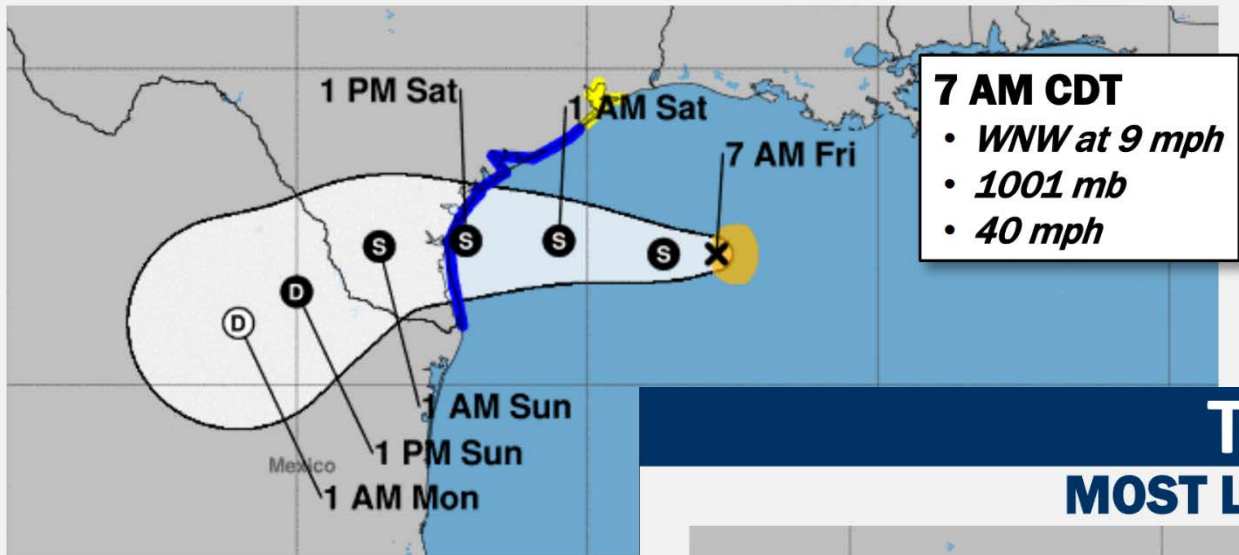 1 PM Sat
1 AM Sat
7 AM Fri
7 AM CDT
• WNW at 9 mph
• 1001 mb
• 40 mph
S
S
S
S
D
D
1 AM Sun
1 PM Sun
Mexico
1 AM Mon
T
MOST L